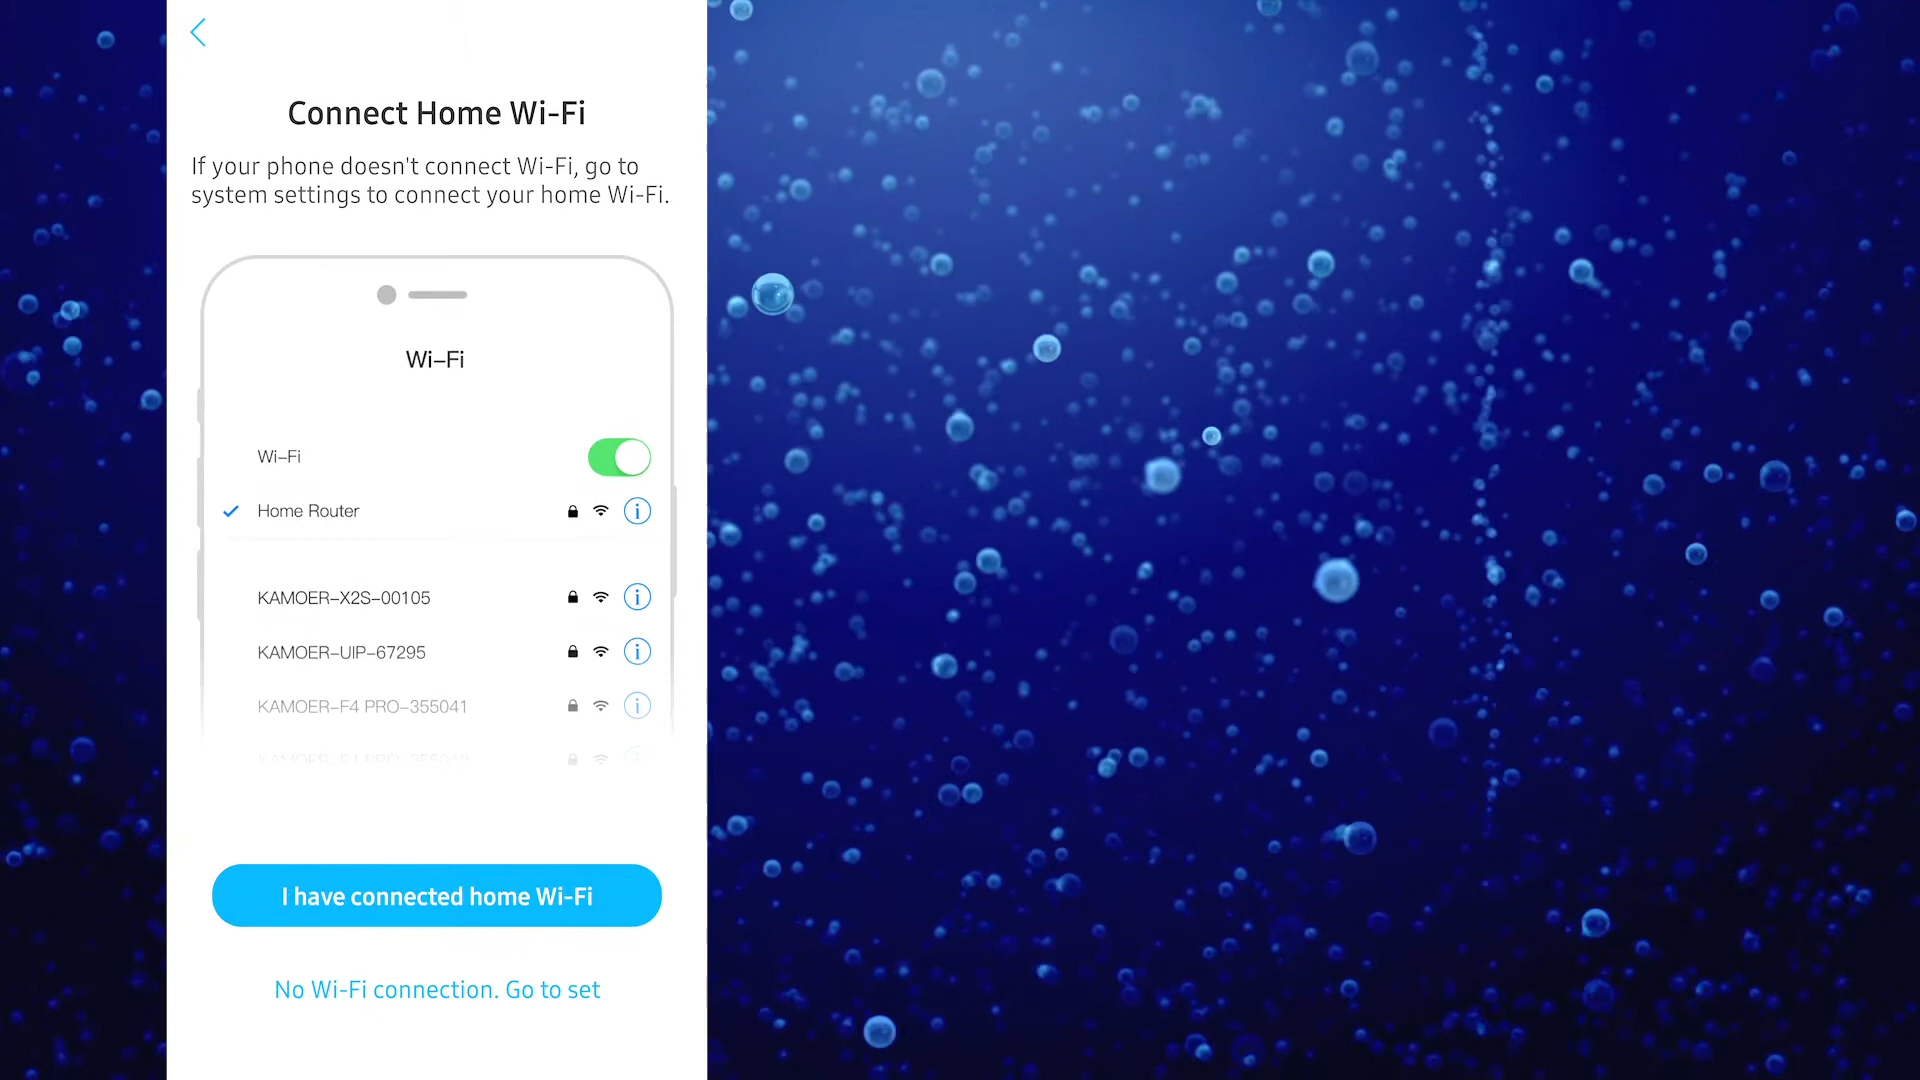 Connect Home Wi-Fi
If your phone doesn't connect Wi-Fi, go to
system settings to connect your home Wi-Fi.
Wi–Fi
Wi–Fi
Home Router
KAMOER–X2S–00105
KAMOER–UIP–67295
KAMOER–F4 PRO–355041
I have connected home Wi-Fi
No Wi-Fi connection. Go to set